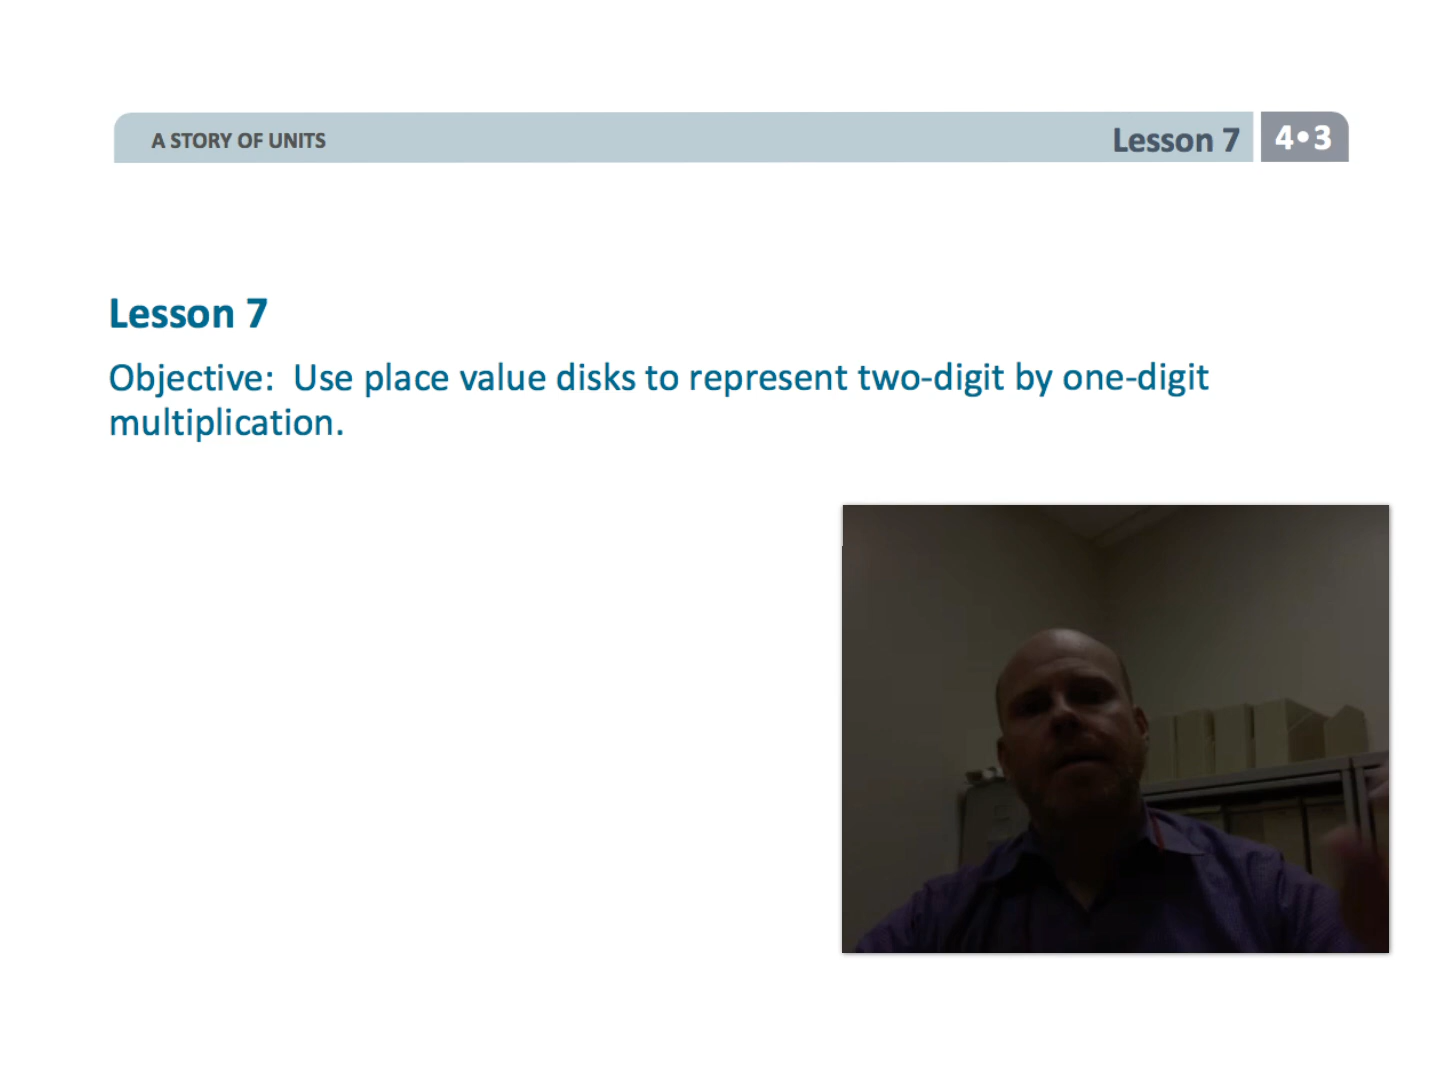 A STORY OF UNITS
Lesson 7 4•3
Lesson 7
Objective: Use place value disks to represent two-digit by one-digit
multiplication.